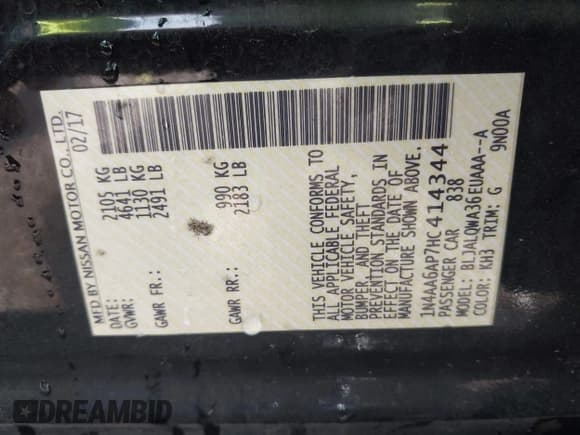 MFD BY NISSAN MOTOR CO., LTD.
DATE: 02/17
GVWR: 2105 KG
4641 LB
GAWR FR: 1130 KG
2491 LB
GAWR RR: 990 KG
2183 LB
THIS VEHICLE CONFORMS TO
ALL APPLICABLE FEDERAL
MOTOR VEHICLE SAFETY,
BUMPER, AND THEFT
PREVENTION STANDARDS IN
EFFECT ON THE DATE OF
MANUFACTURE SHOWN ABOVE.
1N4AA6AP7HC414344
PASSENGER CAR 838
MODEL: BLJALQWA36EUAAAA--A
COLOR: KH3 TRIM: G 9N00A
DREAMBID